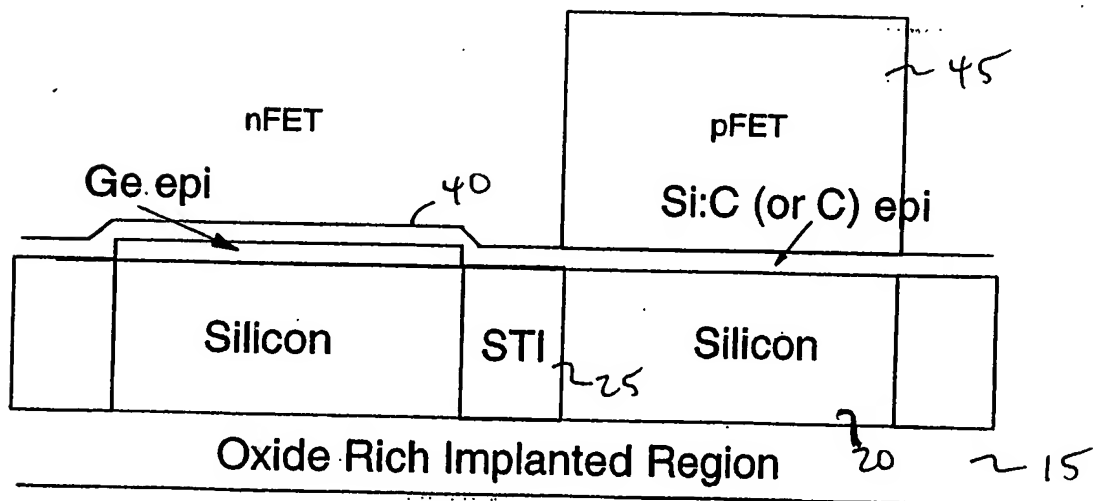 45
nFET
pFET
Ge epi
40
Si:C (or C) epi
Silicon
STI
25
Silicon
20
Oxide Rich Implanted Region
15